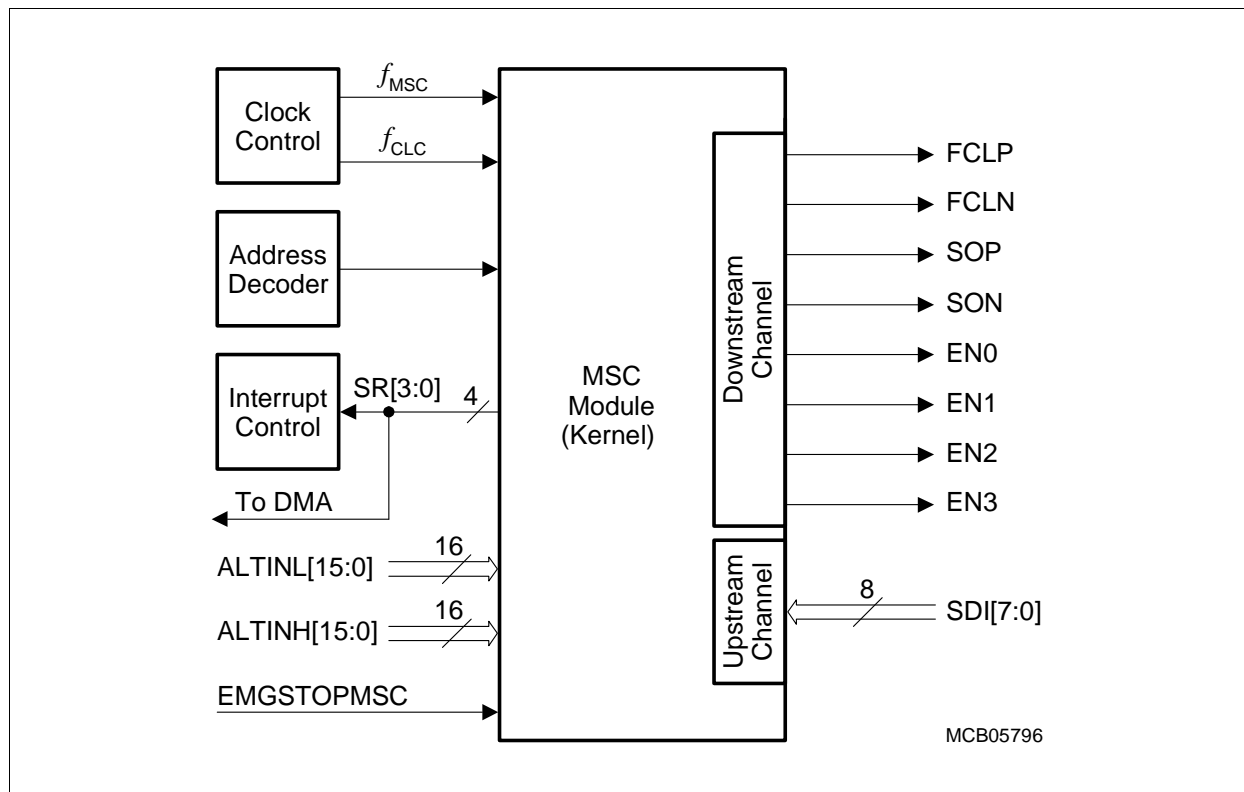 Clock
Control
fMSC
fCLC
Address
Decoder
Interrupt
Control
SR[3:0]
4
To DMA
ALTINL[15:0]
16
ALTINH[15:0]
16
EMGSTOPMSC
MSC
Module
(Kernel)
Downstream
Channel
Upstream
Channel
FCLP
FCLN
SOP
SON
EN0
EN1
EN2
EN3
8
SDI[7:0]
MCB05796